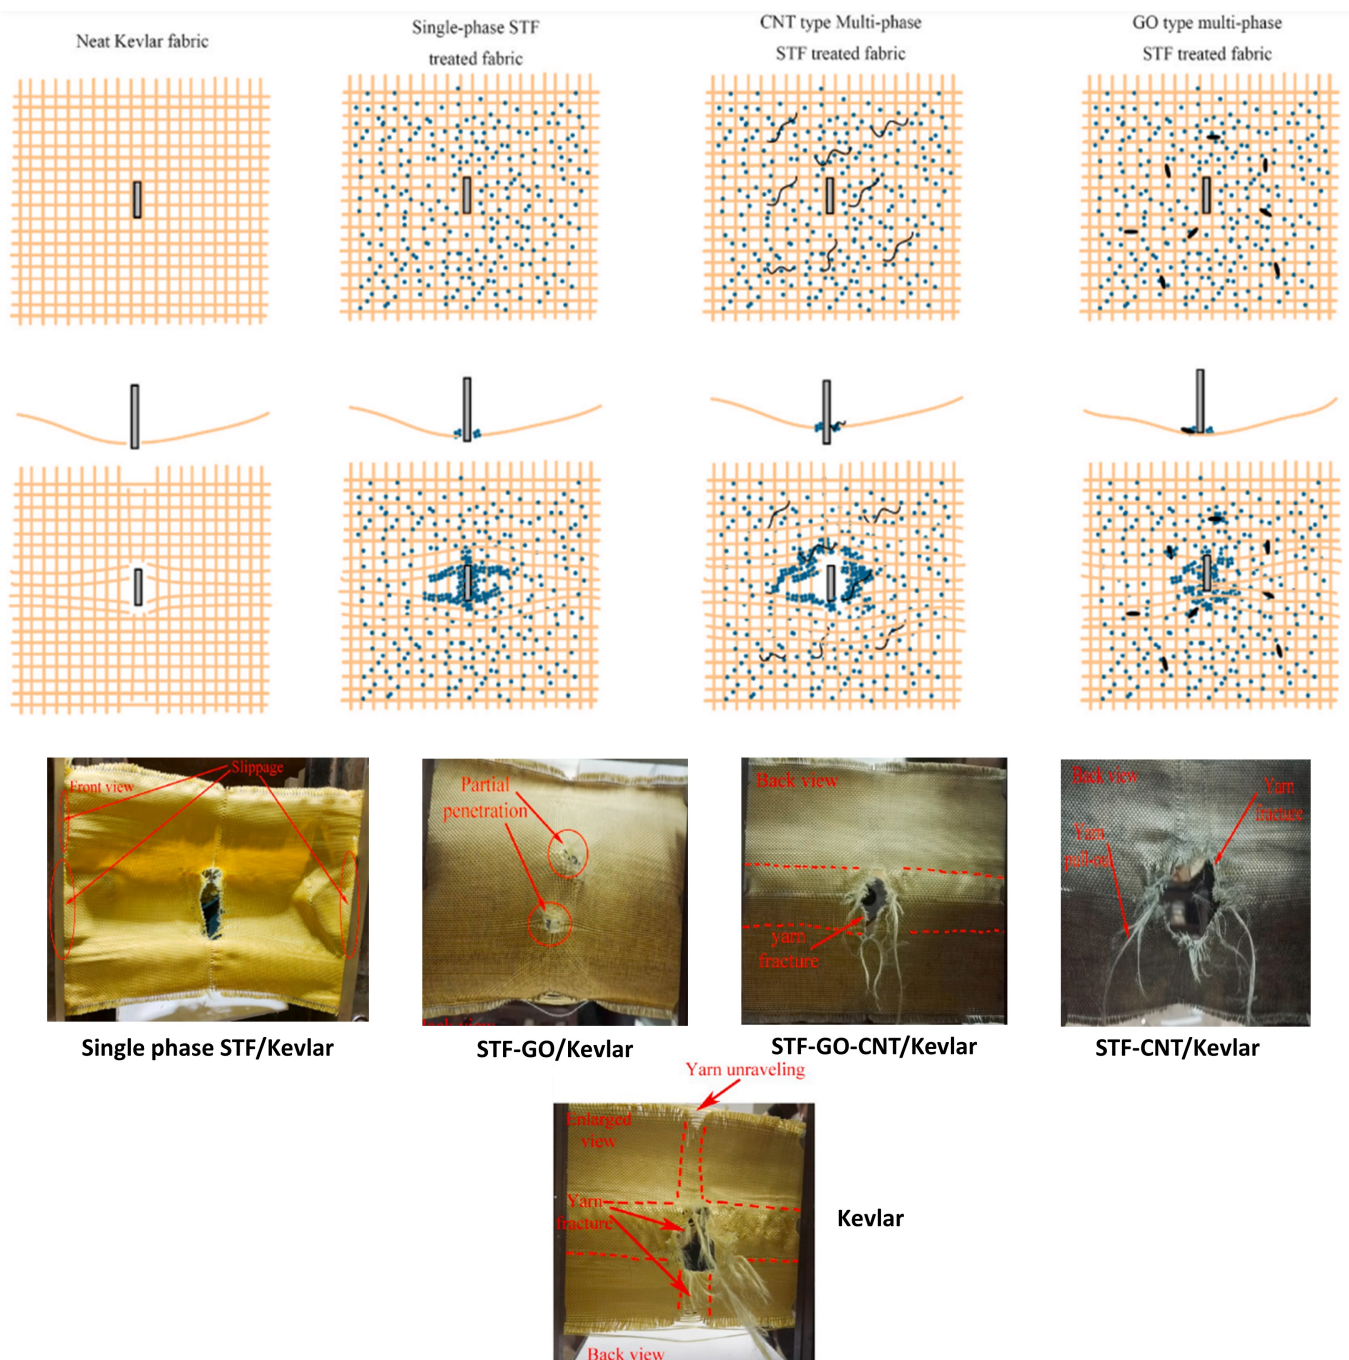 Neat Kevlar fabric
Single-phase STF
treated fabric
CNT type Multi-phase
STF treated fabric
GO type multi-phase
STF treated fabric
Slippage
Front view
Partial
penetration
Back view
yarn
fracture
Back view
Yarn
fracture
Yarn
Single phase STF/Kevlar
STF-GO/Kevlar
STF-GO-CNT/Kevlar
STF-CNT/Kevlar
Yarn unraveling
Enlarged
view
Yarn
fracture
Kevlar
Back view